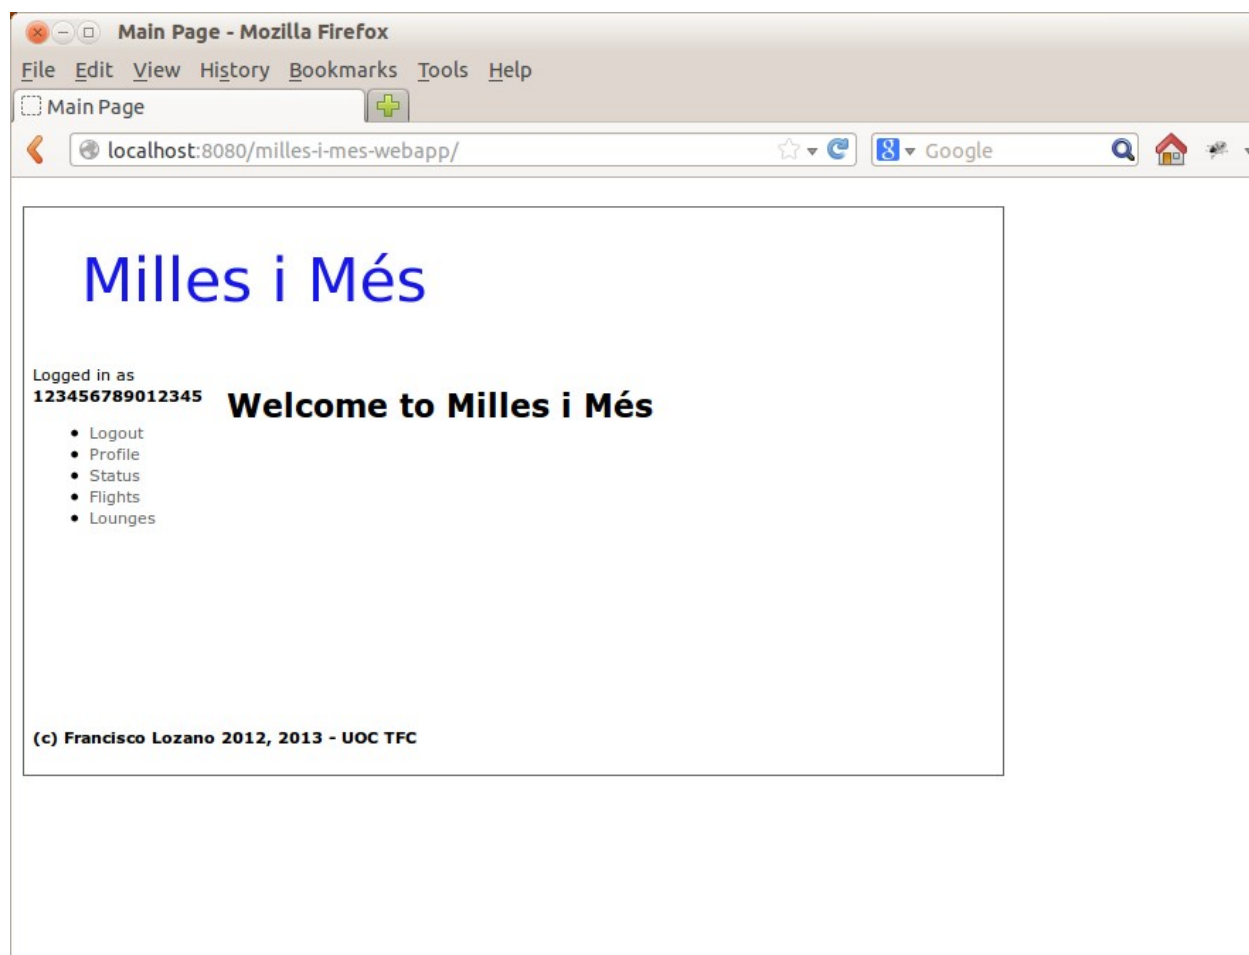 Main Page - Mozilla Firefox
File Edit View History Bookmarks Tools Help
Main Page
localhost:8080/milles-i-mes-webapp/
8 Google
Milles i Més
Logged in as
123456789012345
Welcome to Milles i Més
Logout
Profile
Status
Flights
Lounges
(c) Francisco Lozano 2012, 2013 - UOC TFC